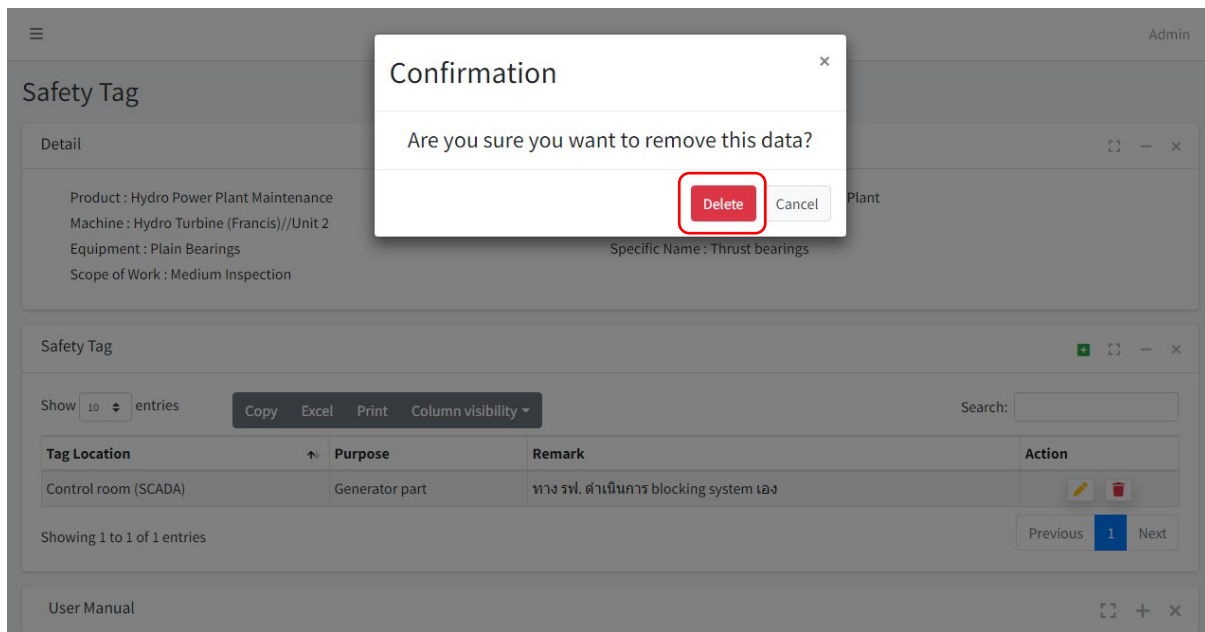 Admin
Confirmation
×
Are you sure you want to remove this data?
Delete Cancel
Safety Tag
Detail
Product : Hydro Power Plant Maintenance Plant
Machine : Hydro Turbine (Francis)//Unit 2
Equipment : Plain Bearings Specific Name : Thrust bearings
Scope of Work : Medium Inspection
Safety Tag
Show 10 entries Copy Excel Print Column visibility Search:
Tag Location Purpose Remark Action
Control room (SCADA) Generator part ทาง รฟ. ดำเนินการ blocking system เอง
Showing 1 to 1 of 1 entries Previous 1 Next
User Manual